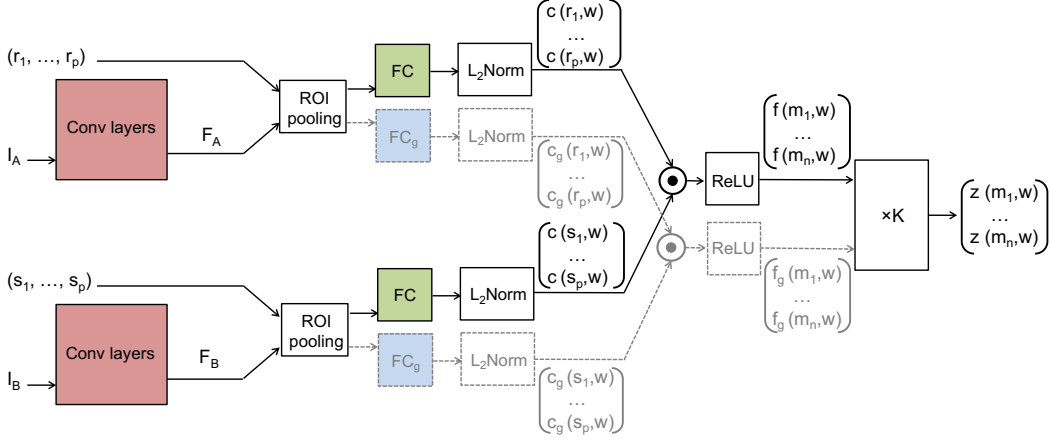 (r1, ..., rp)
Conv layers
IA
FA
ROI
pooling
FC
L2Norm
c (r1,w)
...
c (rp,w)
FCg
L2Norm
cg (r1,w)
...
cg (rp,w)
ReLU
f (m1,w)
...
f (mn,w)
×K
z (m1,w)
...
z (mn,w)
(s1, ..., sp)
Conv layers
IB
FB
ROI
pooling
FC
L2Norm
c (s1,w)
...
c (sp,w)
FCg
L2Norm
cg (s1,w)
...
cg (sp,w)
ReLU
fg (m1,w)
...
fg (mn,w)